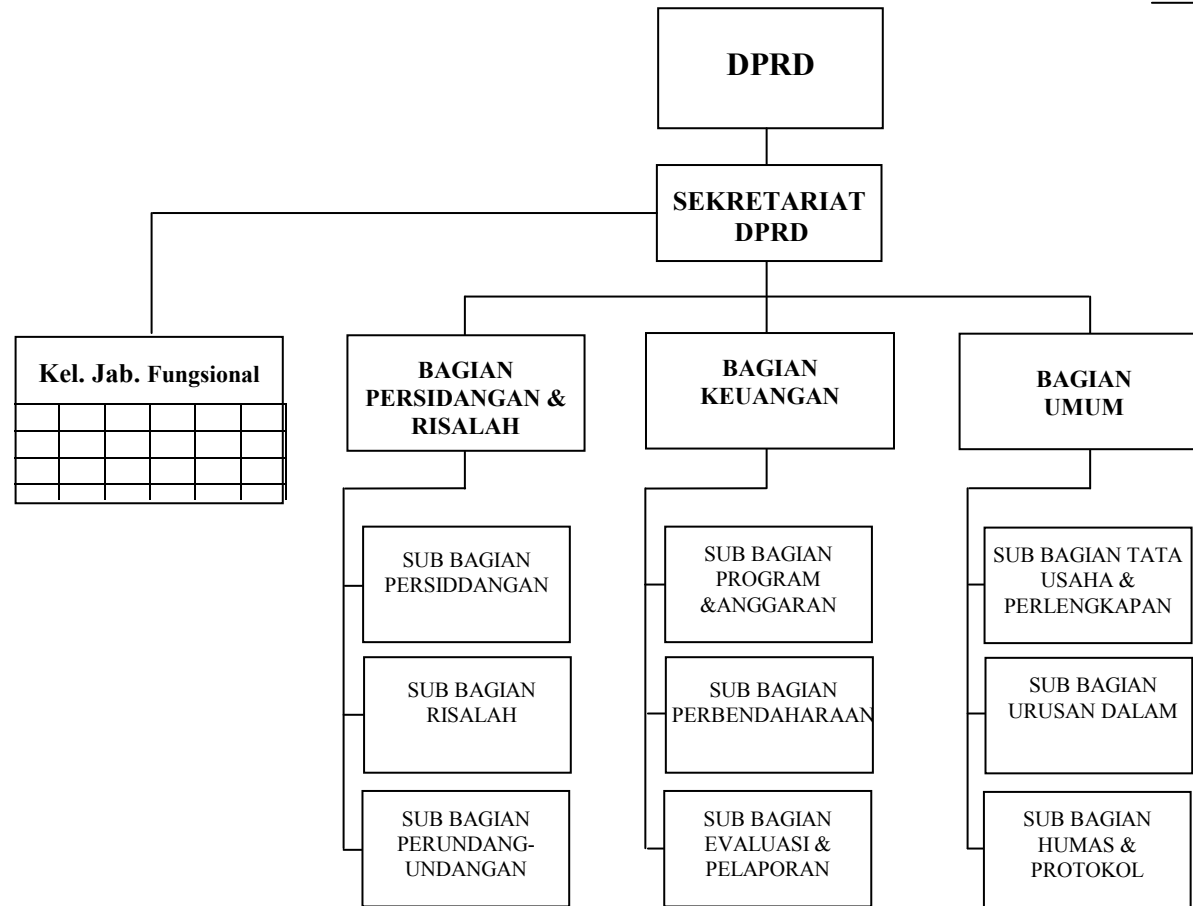 DPRD
SEKRETARIAT
DPRD
Kel. Jab. Fungsional
BAGIAN
PERSIDANGAN &
RISALAH
BAGIAN
KEUANGAN
BAGIAN
UMUM
SUB BAGIAN
PERSIDDANGAN
SUB BAGIAN
PROGRAM
&ANGGARAN
SUB BAGIAN TATA
USAHA &
PERLENGKAPAN
SUB BAGIAN
RISALAH
SUB BAGIAN
PERBENDAHARAAN
SUB BAGIAN
URUSAN DALAM
SUB BAGIAN
PERUNDANG-
UNDANGAN
SUB BAGIAN
EVALUASI &
PELAPORAN
SUB BAGIAN
HUMAS &
PROTOKOL